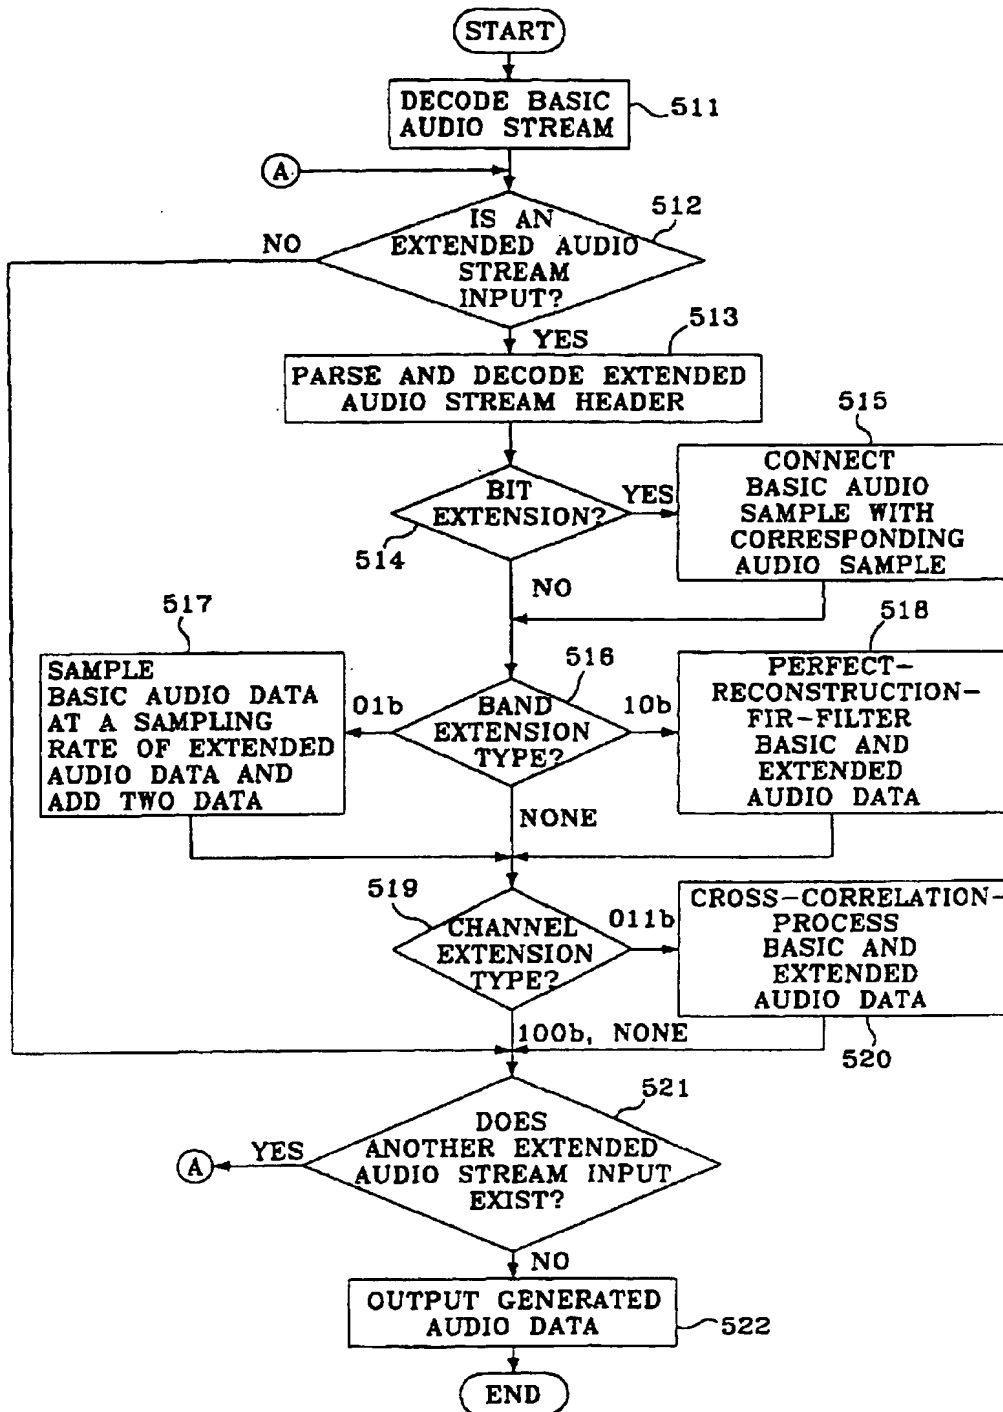 START
DECODE BASIC
AUDIO STREAM
511
A
IS AN
EXTENDED AUDIO
STREAM
INPUT?
512
NO
YES
513
PARSE AND DECODE EXTENDED
AUDIO STREAM HEADER
515
BIT
EXTENSION?
YES
514
CONNECT
BASIC AUDIO
SAMPLE WITH
CORRESPONDING
AUDIO SAMPLE
NO
517
518
516
SAMPLE
BASIC AUDIO DATA
AT A SAMPLING
RATE OF EXTENDED
AUDIO DATA AND
ADD TWO DATA
01b
BAND
EXTENSION
TYPE?
10b
PERFECT-
RECONSTRUCTION-
FIR-FILTER
BASIC AND
EXTENDED
AUDIO DATA
NONE
519
CHANNEL
EXTENSION
TYPE?
011b
CROSS-CORRELATION-
PROCESS
BASIC AND
EXTENDED
AUDIO DATA
100b, NONE
520
521
DOES
ANOTHER EXTENDED
AUDIO STREAM INPUT
EXIST?
YES
A
NO
OUTPUT GENERATED
AUDIO DATA
522
END